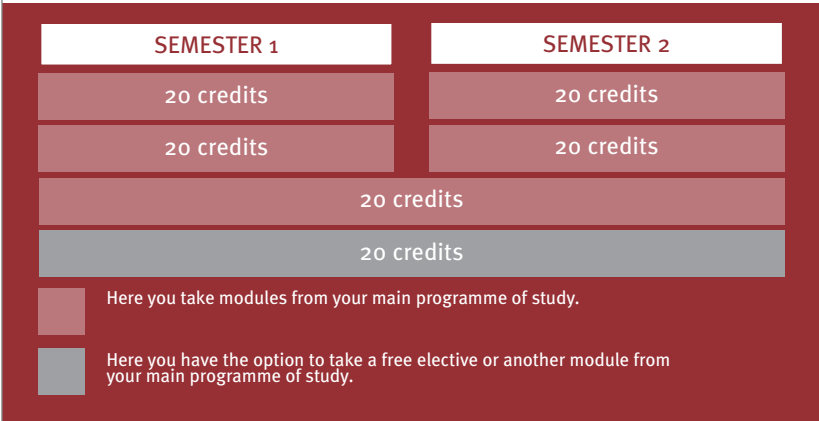 SEMESTER 1
SEMESTER 2
20 credits
20 credits
20 credits
20 credits
20 credits
20 credits
Here you take modules from your main programme of study.
Here you have the option to take a free elective or another module from
your main programme of study.